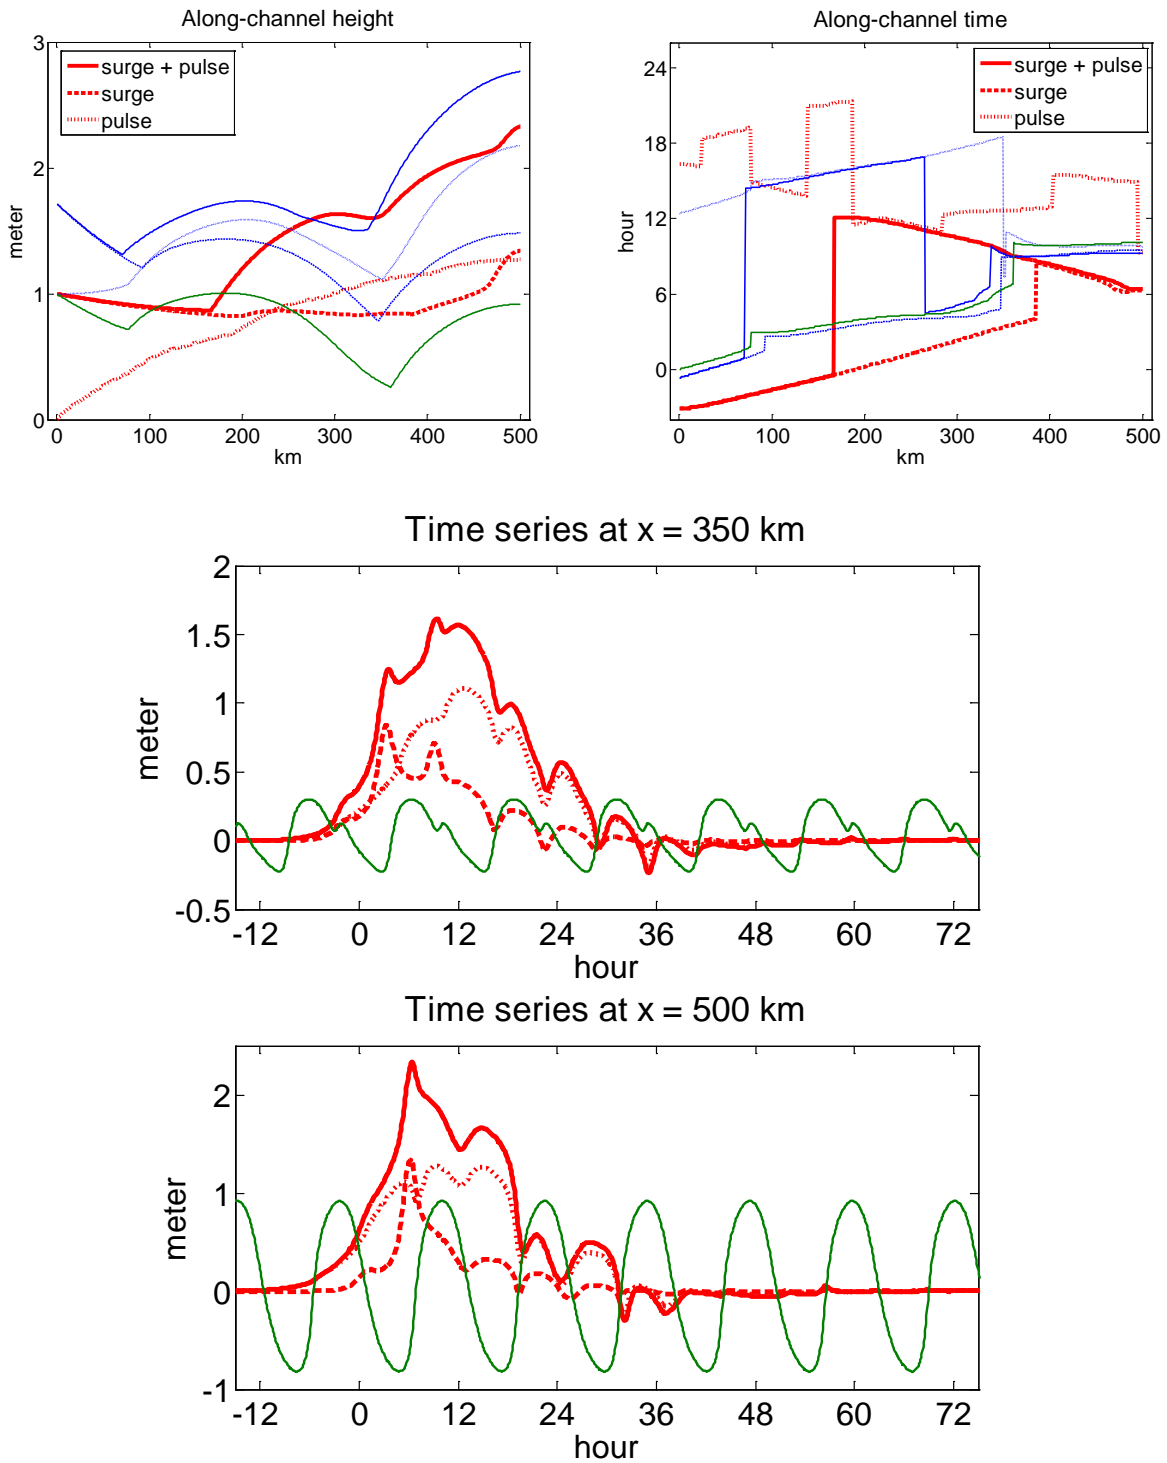 Along-channel height
3
2
1
0
meter
surge + pulse
surge
pulse
0 100 200 300 400 500
km
Along-channel time
24
18
12
6
0
hour
surge + pulse
surge
pulse
0 100 200 300 400 500
km
Time series at x = 350 km
2
1.5
1
0.5
0
-0.5
meter
-12 0 12 24 36 48 60 72
hour
Time series at x = 500 km
2
1
0
-1
meter
-12 0 12 24 36 48 60 72
hour